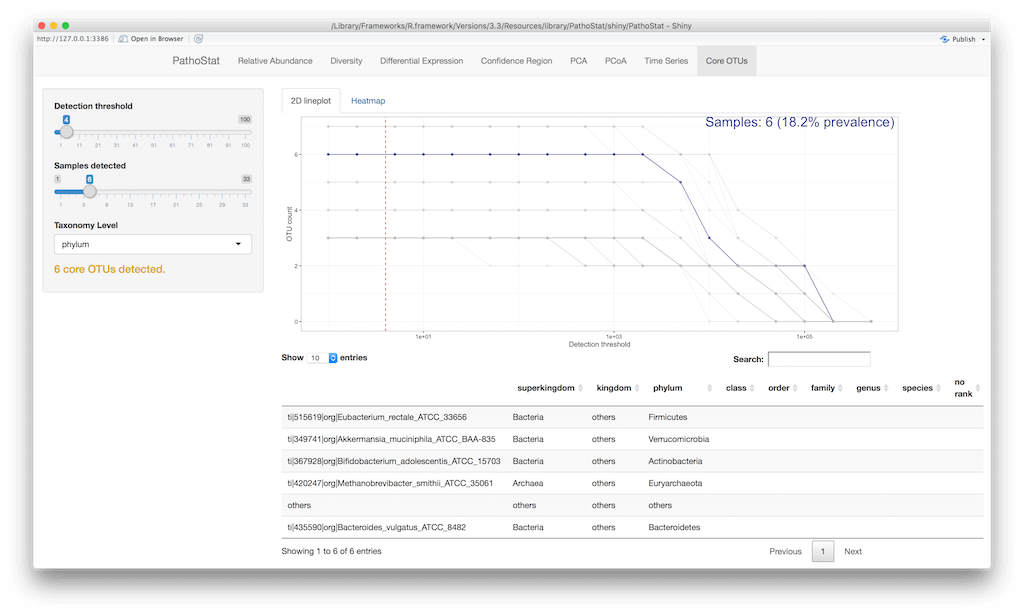 /Library/Frameworks/R.framework/Versions/3.3/Resources/library/PathoStat/shiny/PathoStat - Shiny
http://127.0.0.1:3386 Open in Browser Publish
PathoStat Relative Abundance Diversity Differential Expression Confidence Region PCA PCoA Time Series Core OTUs
Detection threshold
4 100
1 11 21 31 41 51 61 71 81 91 100
Samples detected
1 6 33
1 5 9 13 17 21 25 29 33
Taxonomy Level
phylum
6 core OTUs detected.
2D lineplot Heatmap
Samples: 6 (18.2% prevalence)
6
4
2
0
OTU count
1e+01 1e+03 1e+05
Detection threshold
Show 10 entries
Search:
superkingdom kingdom phylum class order family genus species no rank
ti|515619|org|Eubacterium_rectale_ATCC_33656 Bacteria others Firmicutes
ti|349741|org|Akkermansia_muciniphila_ATCC_BAA-835 Bacteria others Verrucomicrobia
ti|367928|org|Bifidobacterium_adolescentis_ATCC_15703 Bacteria others Actinobacteria
ti|420247|org|Methanobrevibacter_smithii_ATCC_35061 Archaea others Euryarchaeota
others others others others
ti|435590|org|Bacteroides_vulgatus_ATCC_8482 Bacteria others Bacteroidetes
Showing 1 to 6 of 6 entries
Previous 1 Next